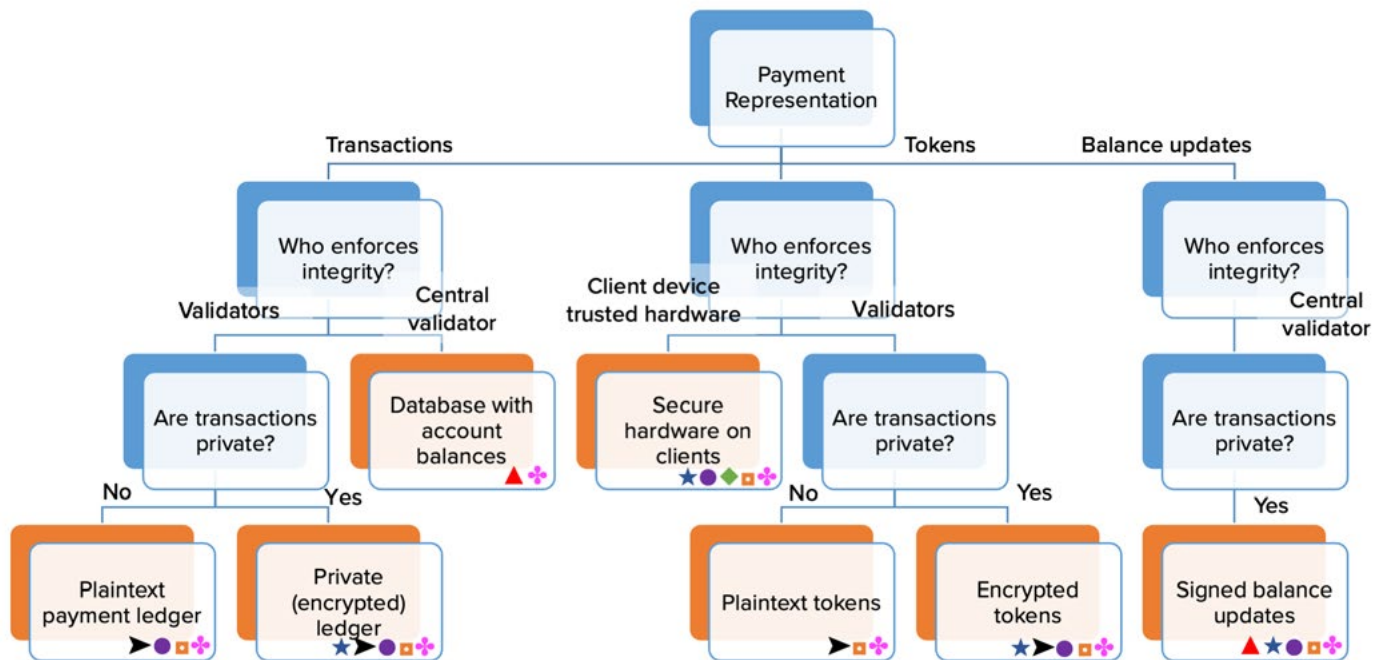 Payment
Representation
Transactions
Tokens
Balance updates
Who enforces
integrity?
Who enforces
integrity?
Who enforces
integrity?
Validators
Central
validator
Client device
trusted hardware
Validators
Central
validator
Are transactions
private?
Database with
account
balances
Secure
hardware on
clients
Are transactions
private?
Are transactions
private?
No
Yes
No
Yes
Yes
Plaintext
payment ledger
Private
(encrypted)
ledger
Plaintext tokens
Encrypted
tokens
Signed balance
updates